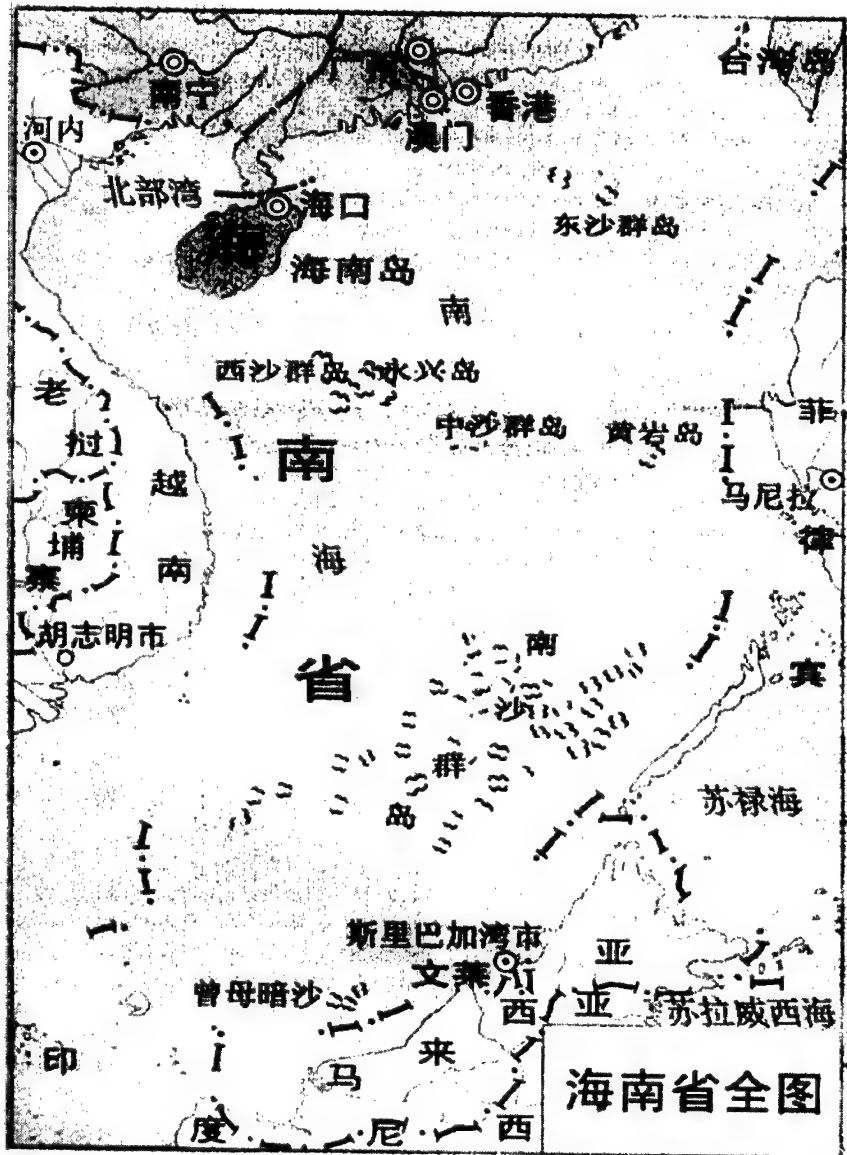 台湾岛
广
南宁
香港
澳门
河内
北部湾
海口
东沙群岛
海南岛
南
西沙群岛
永兴岛
老
中沙群岛
黄岩岛
菲
挝
南
越
马尼拉
柬
埔
海
律
寨
南
胡志明市
南
省
宾
沙
群
苏禄海
岛
斯里巴加湾市
亚
文莱
曾母暗沙
西
亚
苏拉威西海
印
来
马
海南省全图
度
尼
西